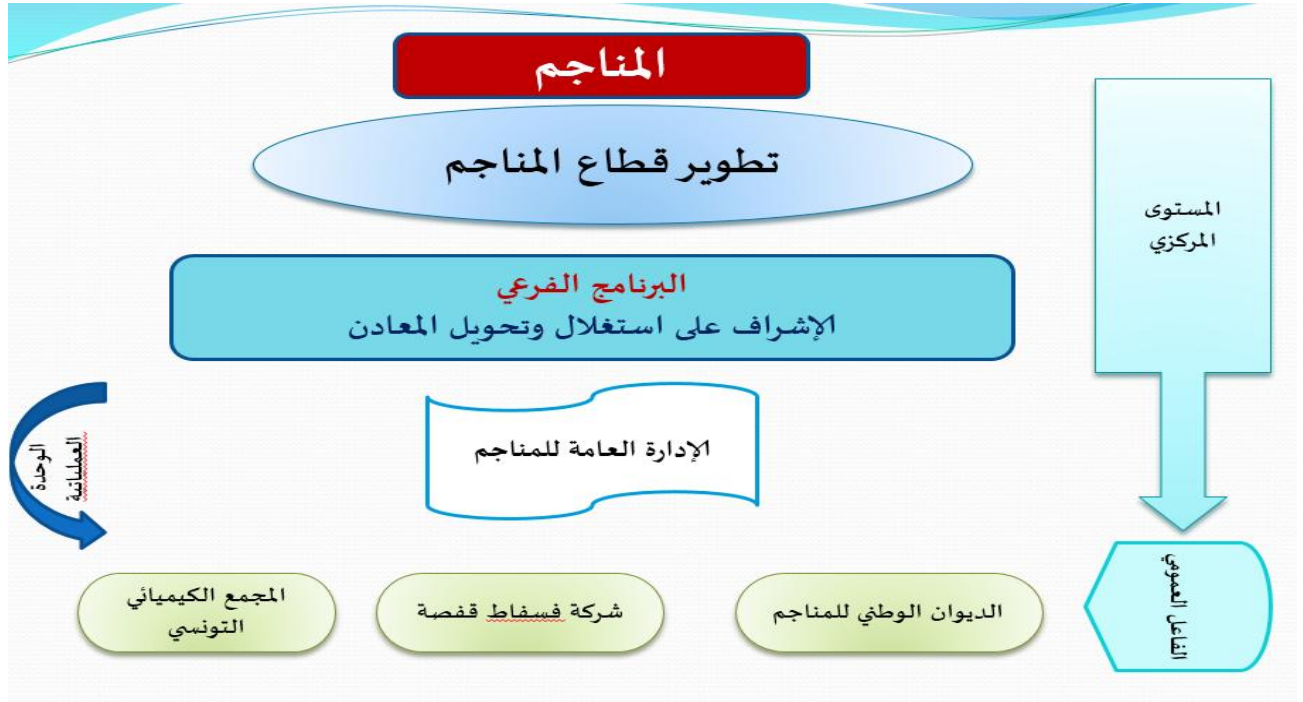 المناجم
تطوير قطاع المناجم
المستوى
المركزي
البرنامج الفرعي
الإشراف على استغلال وتحويل المعادن
الإدارة العامة للمناجم
الوحدة
العملياتية
الفاعل العمومي
الديوان الوطني للمناجم
شركة فسفاط قفصة
المجمع الكيميائي
التونسي